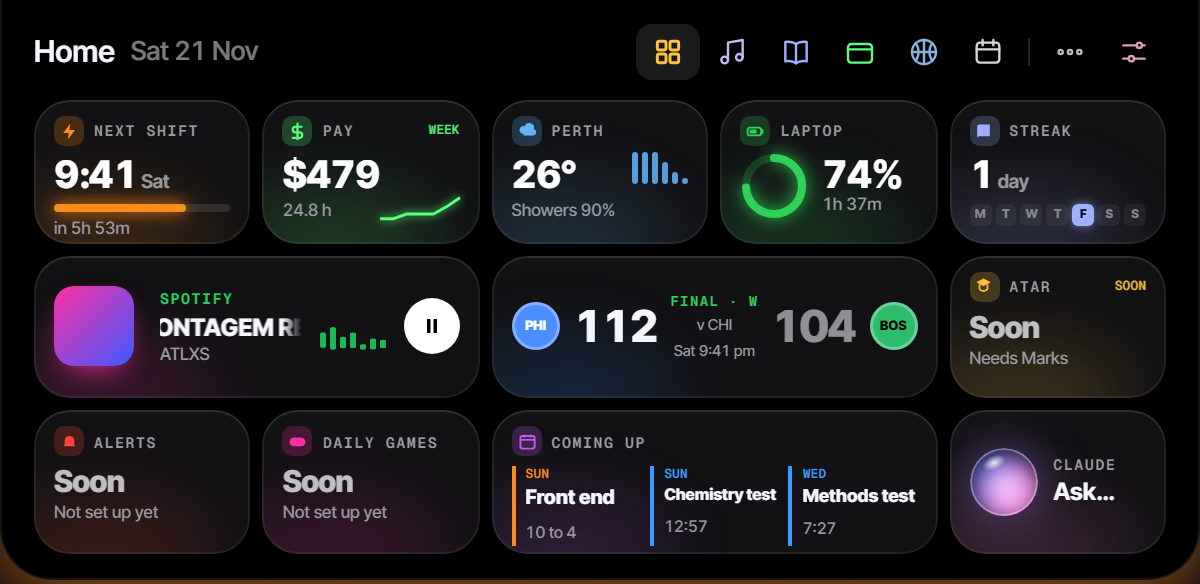 Home Sat 21 Nov
NEXT SHIFT
9:41 Sat
in 5h 53m
PAY WEEK
$479
24.8 h
PERTH
26°
Showers 90%
LAPTOP
74%
1h 37m
STREAK
1 day
M T W T F S S
SPOTIFY
ONTAGEM RE
ATLXS
PHI 112
FINAL · W
v CHI
Sat 9:41 pm
104 BOS
ATAR SOON
Soon
Needs Marks
ALERTS
Soon
Not set up yet
DAILY GAMES
Soon
Not set up yet
COMING UP
SUN
Front end
10 to 4
SUN
Chemistry test
12:57
WED
Methods test
7:27
CLAUDE
Ask...